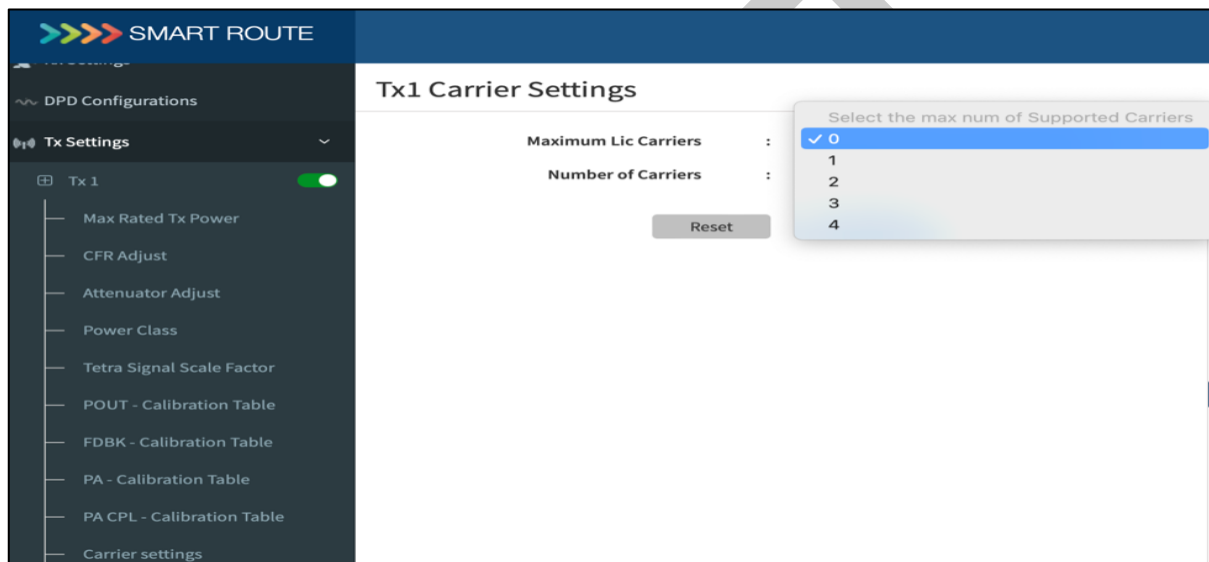 SMART ROUTE
DPD Configurations
Tx Settings
Tx 1
Max Rated Tx Power
CFR Adjust
Attenuator Adjust
Power Class
Tetra Signal Scale Factor
POUT - Calibration Table
FDBK - Calibration Table
PA - Calibration Table
PA CPL - Calibration Table
Carrier settings
Tx1 Carrier Settings
Maximum Lic Carriers :
Number of Carriers :
Reset
Select the max num of Supported Carriers
✓ 0
1
2
3
4